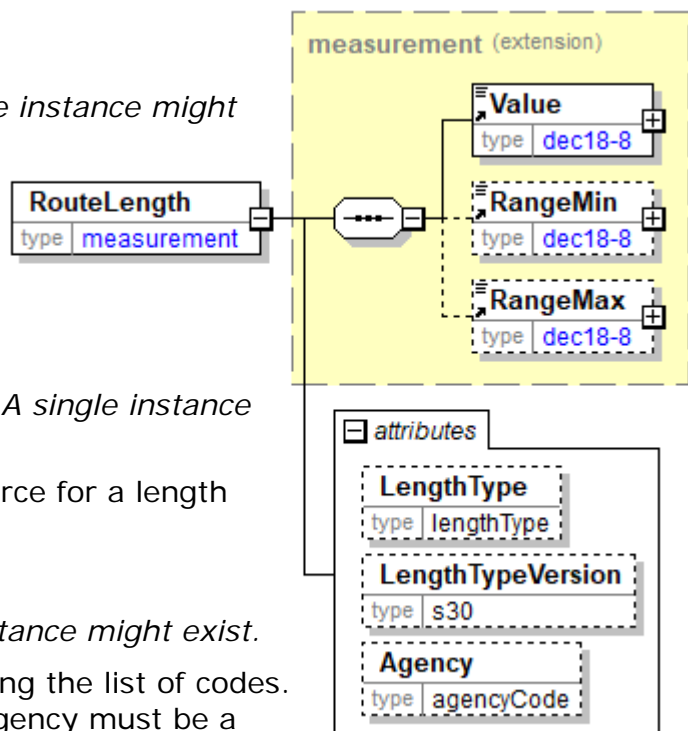 measurement (extension)
e instance might
Value
type dec18-8
RouteLength
type measurement
RangeMin
type dec18-8
RangeMax
type dec18-8
A single instance
attributes
rce for a length
LengthType
type lengthType
LengthTypeVersion
type s30
tance might exist.
ng the list of codes.
Agency
type agencyCode
gency must be a